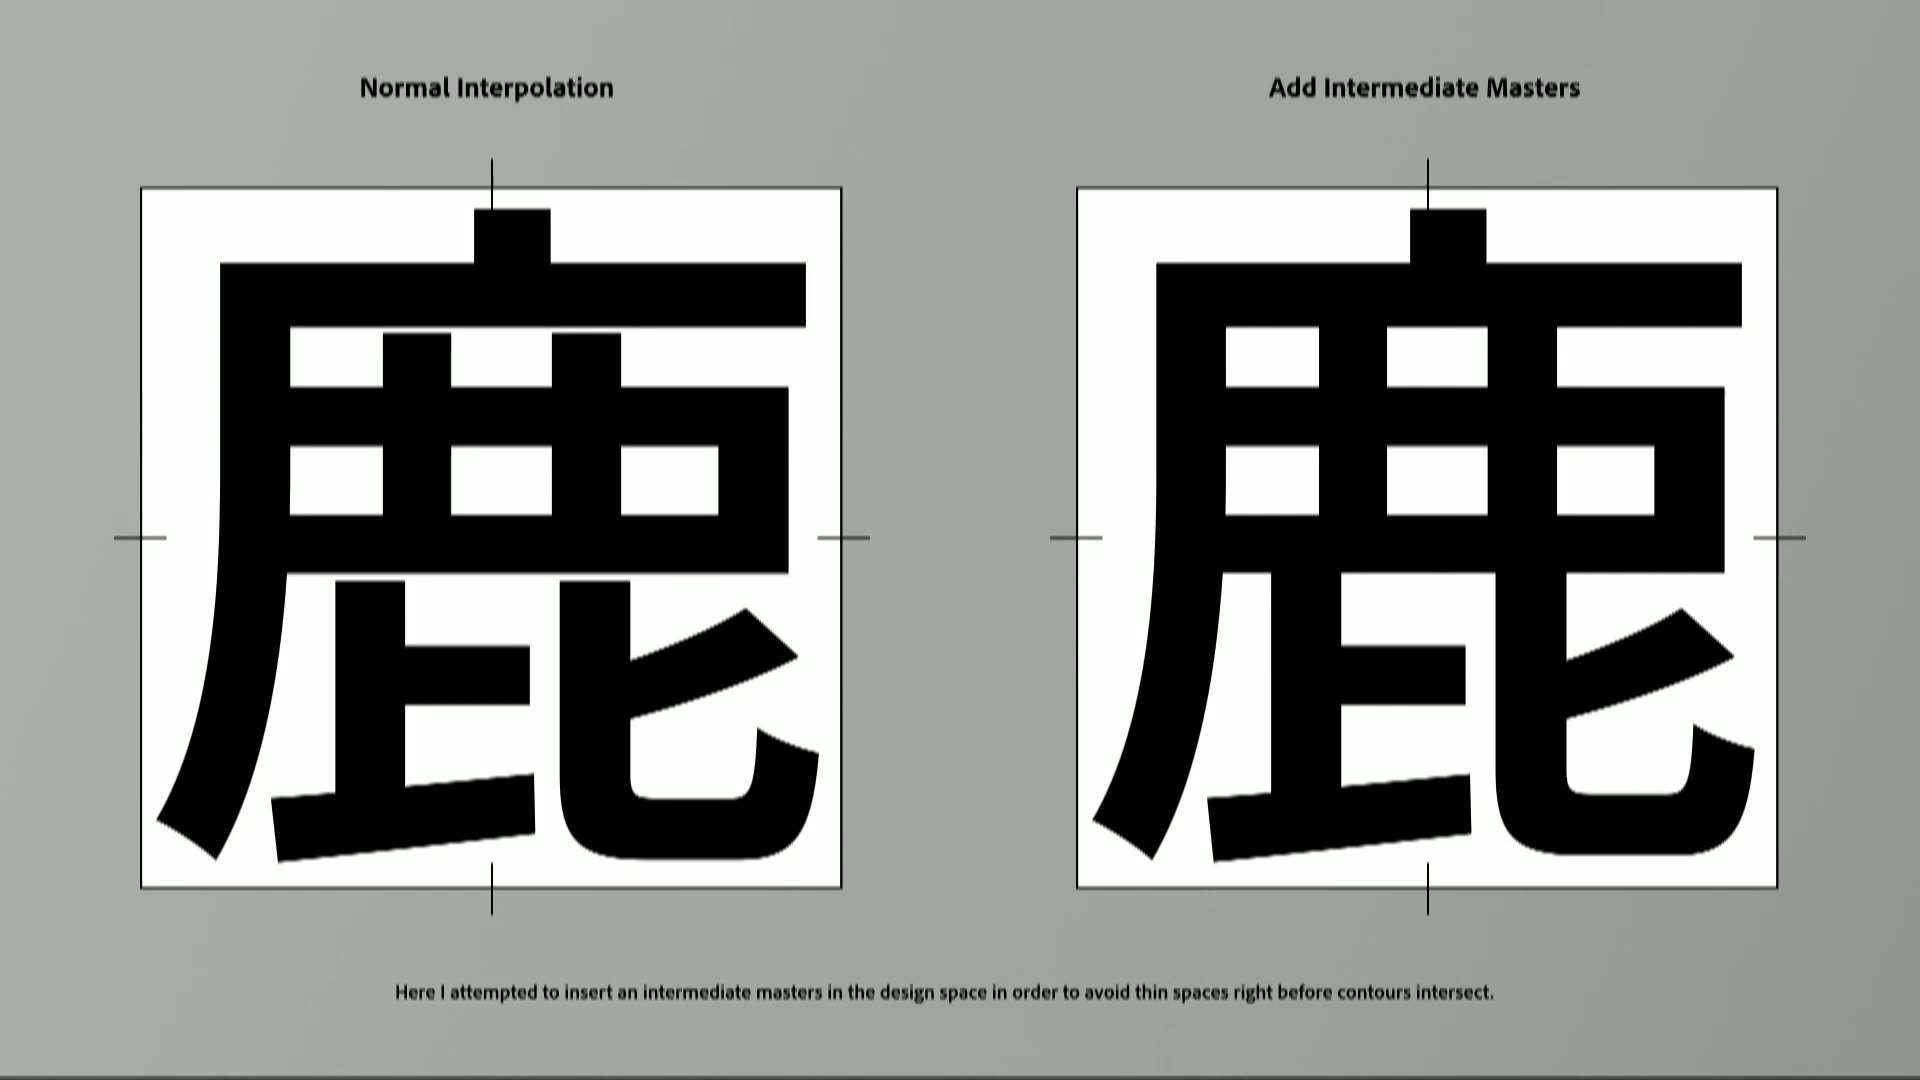 Normal Interpolation
Add Intermediate Masters
鹿
鹿
Here I attempted to insert an intermediate masters in the design space in order to avoid thin spaces right before contours intersect.